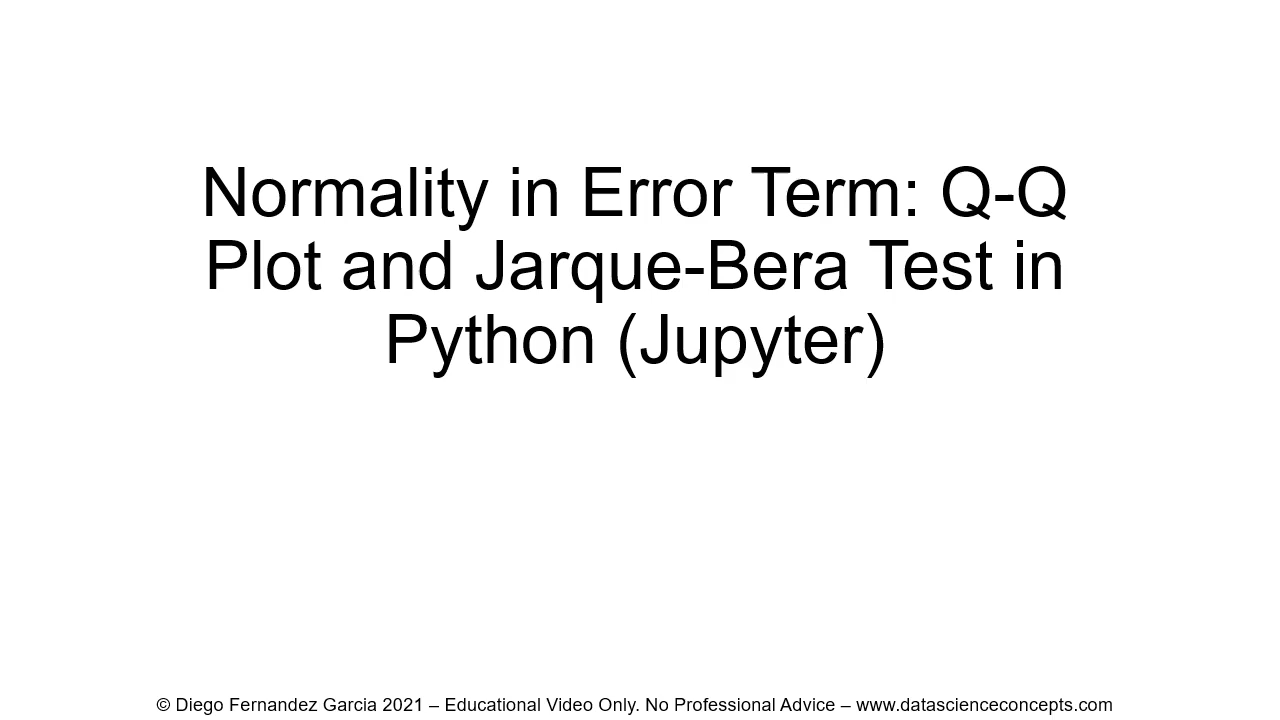 Normality in Error Term: Q-Q
Plot and Jarque-Bera Test in
Python (Jupyter)
© Diego Fernandez Garcia 2021 – Educational Video Only. No Professional Advice – www.datascienceconcepts.com